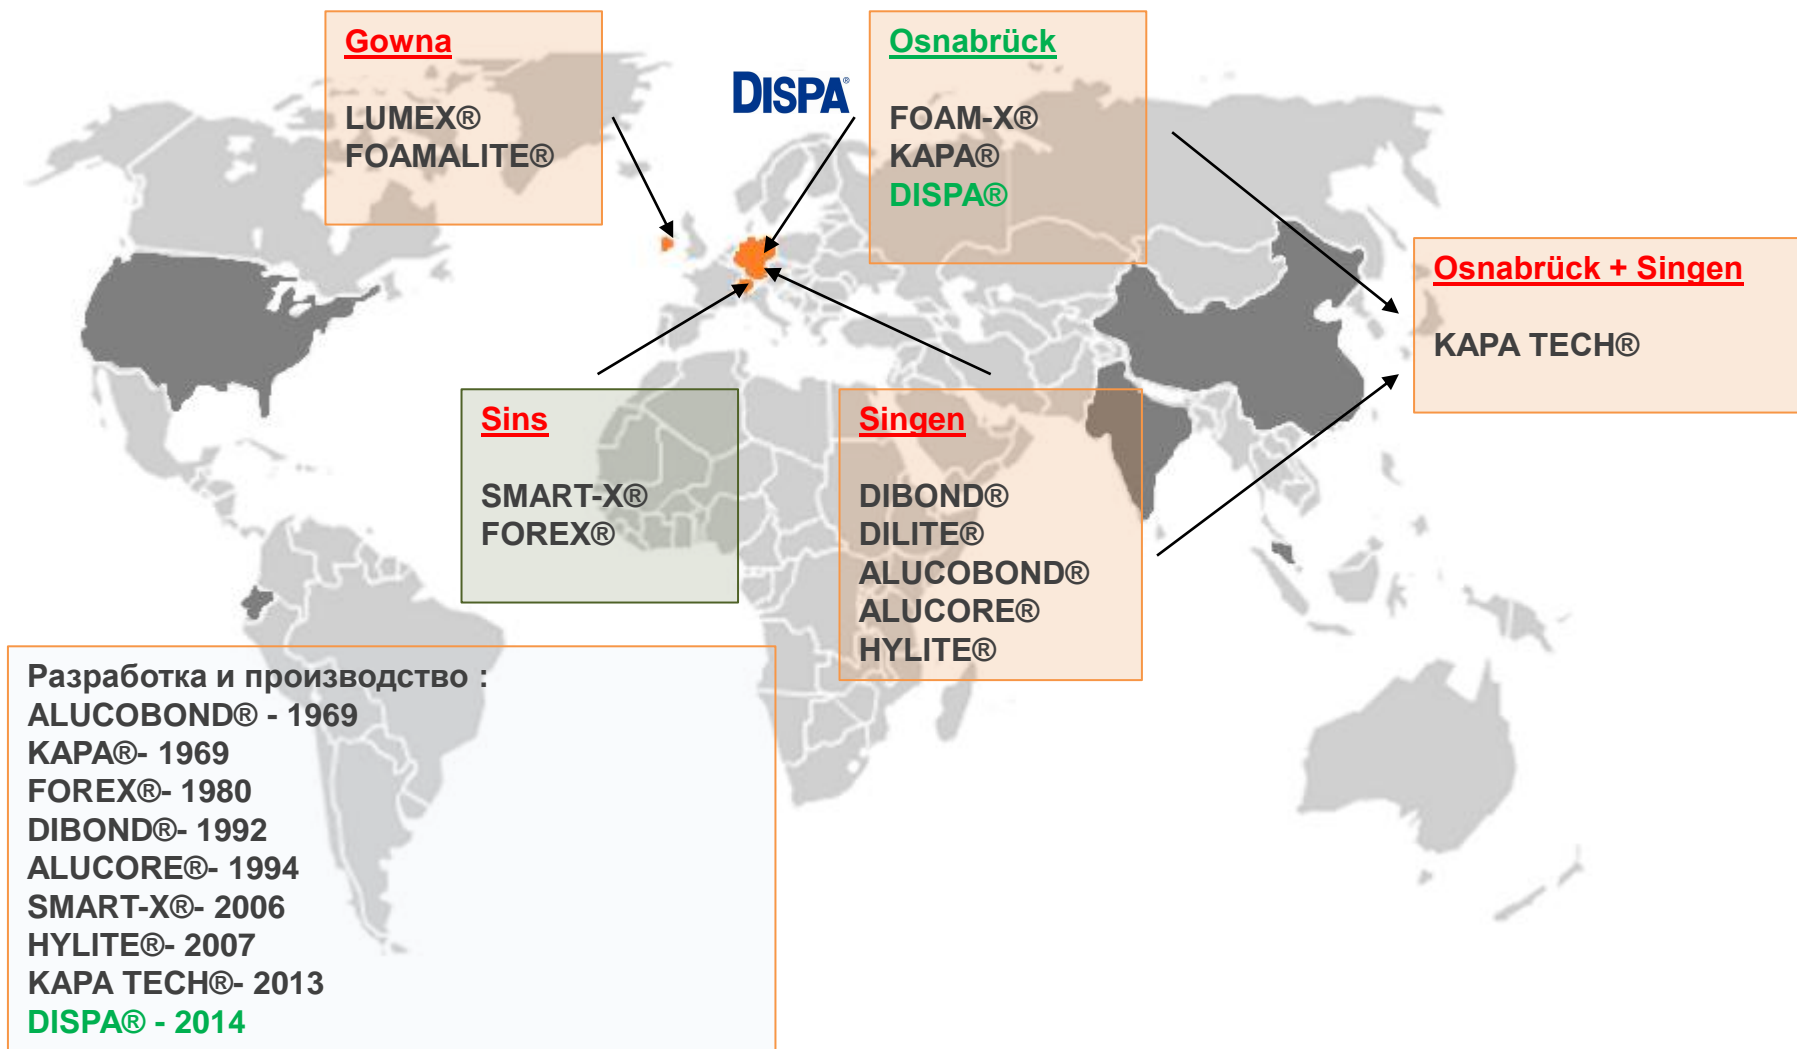 Gowna
LUMEX®
FOAMALITE®
DISPA®
Osnabrück
FOAM-X®
KAPA®
DISPA®
Osnabrück + Singen
KAPA TECH®
Sins
SMART-X®
FOREX®
Singen
DIBOND®
DILITE®
ALUCOBOND®
ALUCORE®
HYLITE®
Разработка и производство :
ALUCOBOND® - 1969
KAPA®- 1969
FOREX®- 1980
DIBOND®- 1992
ALUCORE®- 1994
SMART-X®- 2006
HYLITE®- 2007
KAPA TECH®- 2013
DISPA® - 2014